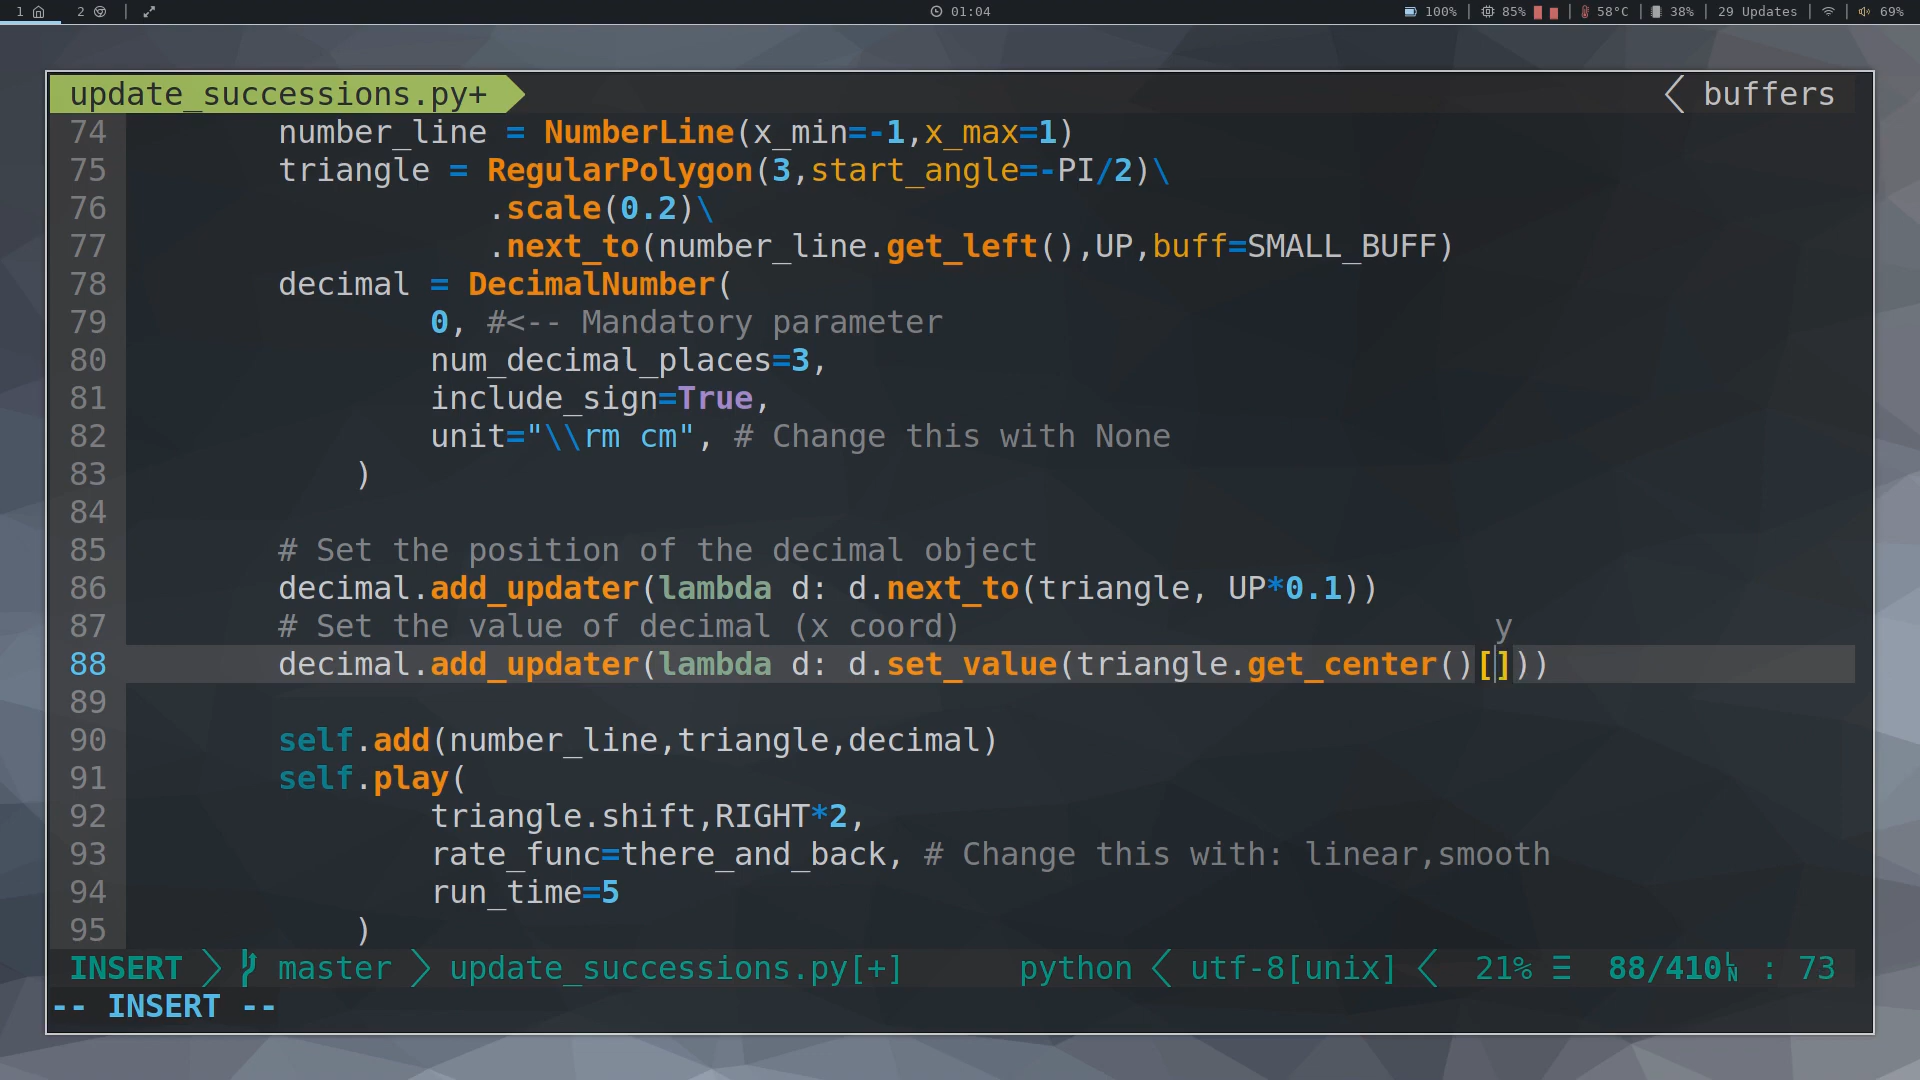 1 2 01:04 100% 85% 58°C 38% 29 Updates 69%
update_successions.py+ buffers
74 number_line = NumberLine(x_min=-1,x_max=1)
75 triangle = RegularPolygon(3,start_angle=-PI/2)\
76 .scale(0.2)\
77 .next_to(number_line.get_left(),UP,buff=SMALL_BUFF)
78 decimal = DecimalNumber(
79 0, #<-- Mandatory parameter
80 num_decimal_places=3,
81 include_sign=True,
82 unit="\\rm cm", # Change this with None
83 )
84
85 # Set the position of the decimal object
86 decimal.add_updater(lambda d: d.next_to(triangle, UP*0.1))
87 # Set the value of decimal (x coord) y
88 decimal.add_updater(lambda d: d.set_value(triangle.get_center()[]))
89
90 self.add(number_line,triangle,decimal)
91 self.play(
92 triangle.shift,RIGHT*2,
93 rate_func=there_and_back, # Change this with: linear,smooth
94 run_time=5
95 )
INSERT master update_successions.py[+] python utf-8[unix] 21% ☰ 88/410㏑ : 73
-- INSERT --